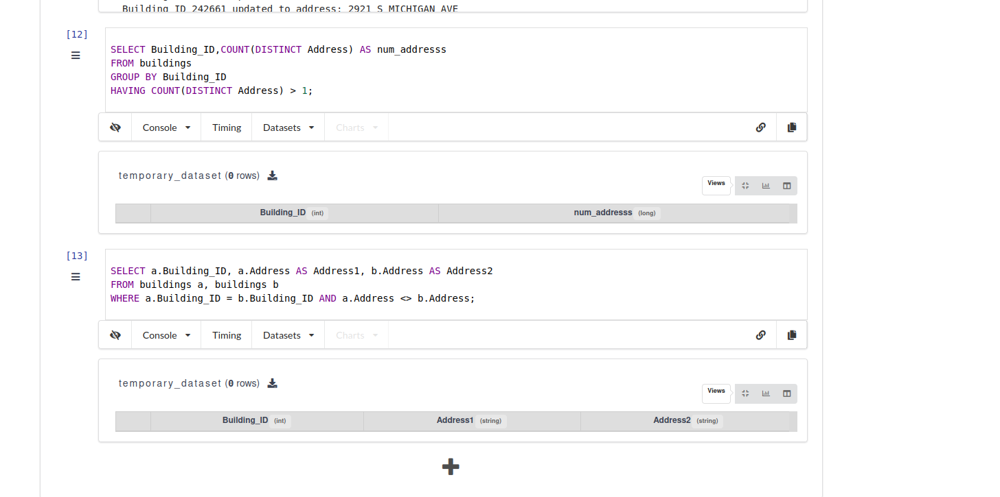 Building ID 242661 updated to address: 2921 S MICHIGAN AVE
[12]
SELECT Building_ID,COUNT(DISTINCT Address) AS num_addresss
FROM buildings
GROUP BY Building_ID
HAVING COUNT(DISTINCT Address) > 1;
Console Timing Datasets Charts
temporary_dataset (0 rows)
Views
Building_ID (int) num_addresss (long)
[13]
SELECT a.Building_ID, a.Address AS Address1, b.Address AS Address2
FROM buildings a, buildings b
WHERE a.Building_ID = b.Building_ID AND a.Address <> b.Address;
Console Timing Datasets Charts
temporary_dataset (0 rows)
Views
Building_ID (int) Address1 (string) Address2 (string)